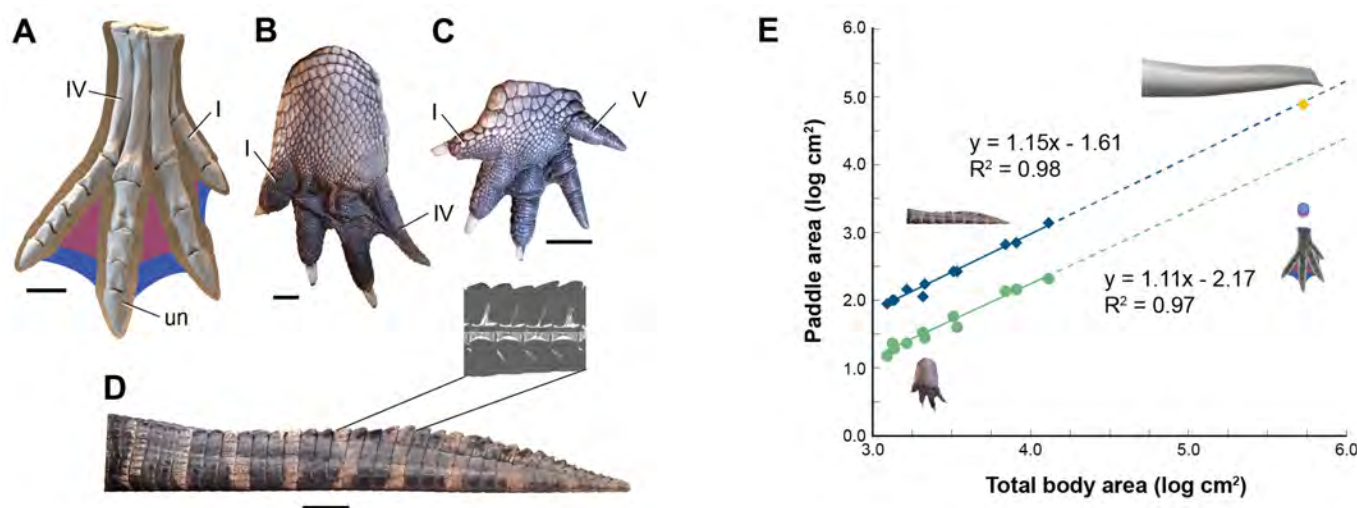 A
IV
I
un
B
I
IV
C
I
V
D
E
Paddle area (log cm²)
6.0
5.0
4.0
3.0
2.0
1.0
0.0
y = 1.15x - 1.61
R² = 0.98
y = 1.11x - 2.17
R² = 0.97
3.0 4.0 5.0 6.0
Total body area (log cm²)